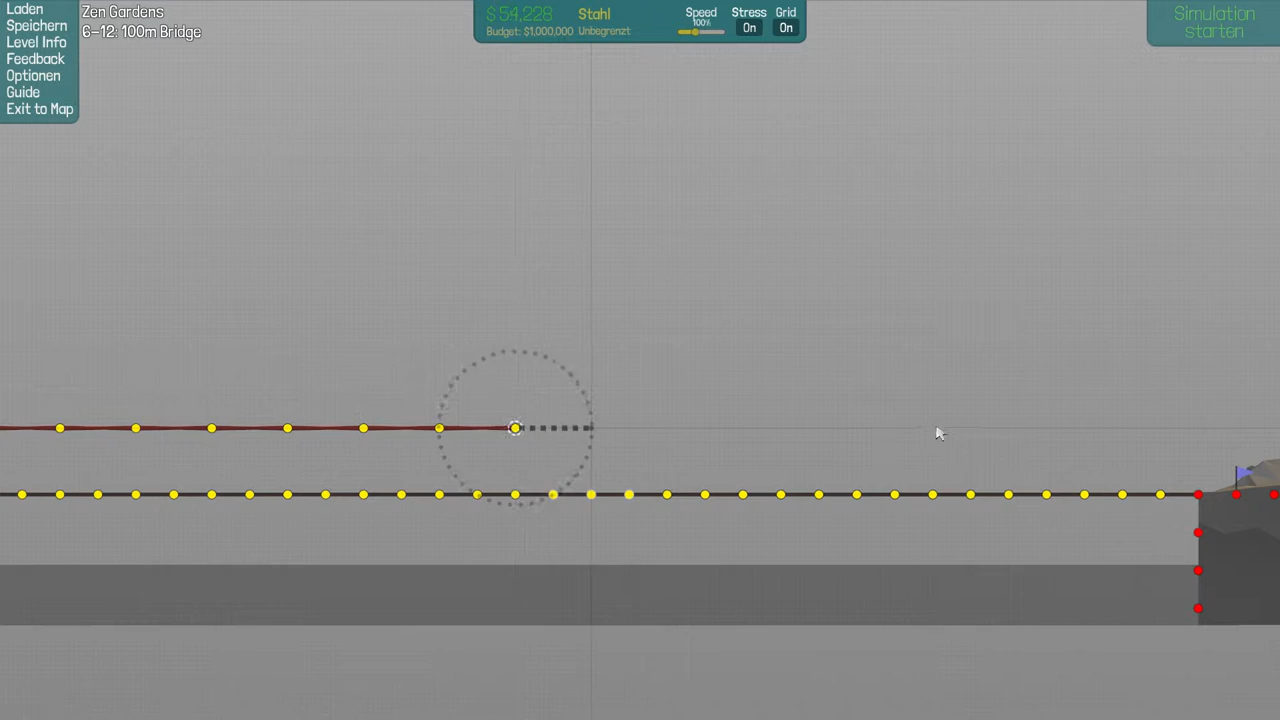 Laden
Speichern
Level Info
Feedback
Optionen
Guide
Exit to Map
Zen Gardens
6-12: 100m Bridge
$ 54,228
Stahl
Budget: $1,000,000 Unbegrenzt
Speed
100%
Stress
On
Grid
On
Simulation
starten